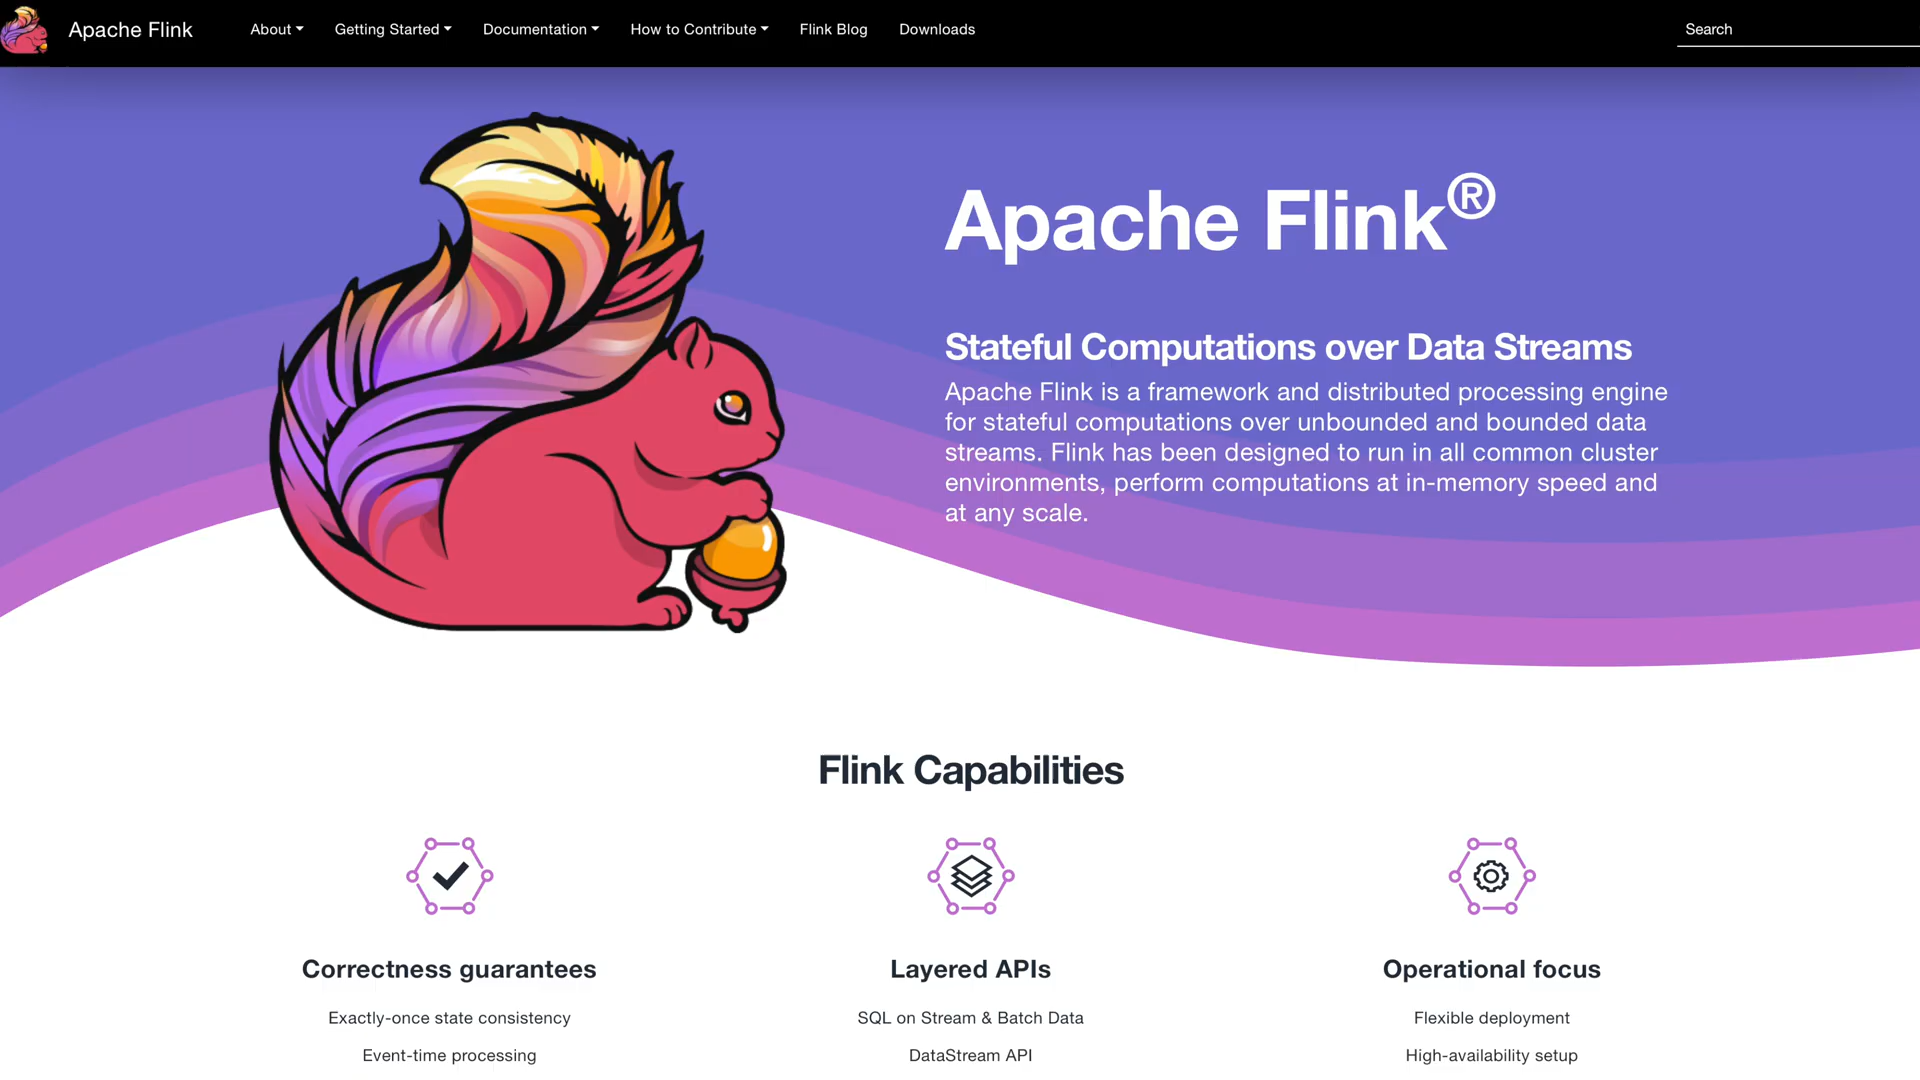 Apache Flink
About
Getting Started
Documentation
How to Contribute
Flink Blog
Downloads
Search
Apache Flink®
Stateful Computations over Data Streams
Apache Flink is a framework and distributed processing engine
for stateful computations over unbounded and bounded data
streams. Flink has been designed to run in all common cluster
environments, perform computations at in-memory speed and
at any scale.
Flink Capabilities
Correctness guarantees
Exactly-once state consistency
Event-time processing
Layered APIs
SQL on Stream & Batch Data
DataStream API
Operational focus
Flexible deployment
High-availability setup